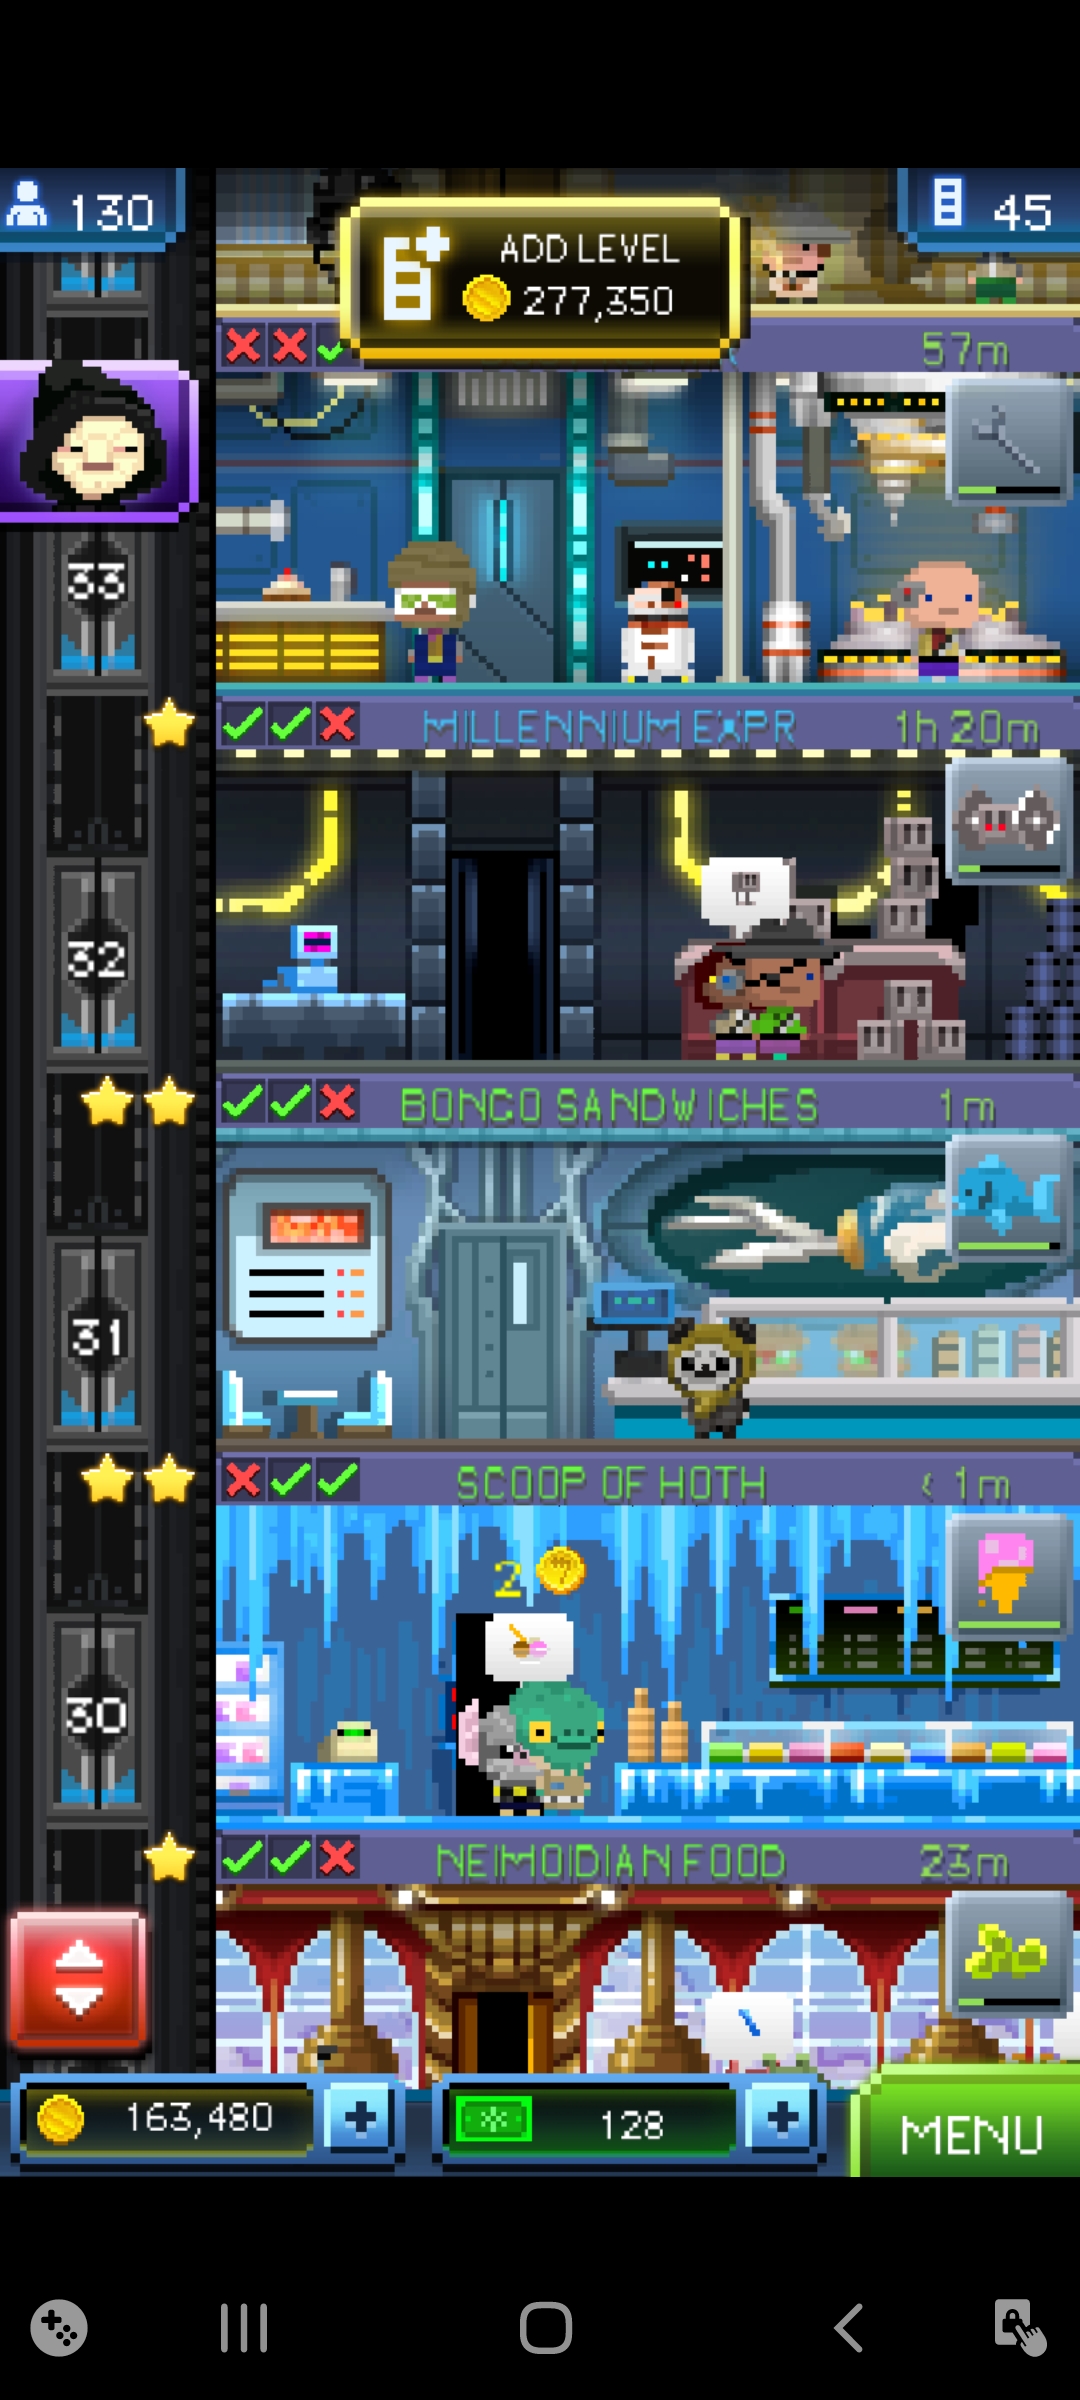 130
45
ADD LEVEL
277,350
57m
33
MILLENNIUM EXPR
1h 20m
32
BONGO SANDWICHES
1m
31
SCOOP OF HOTH
< 1m
2
30
NEIMOIDIAN FOOD
23m
163,480
128
MENU